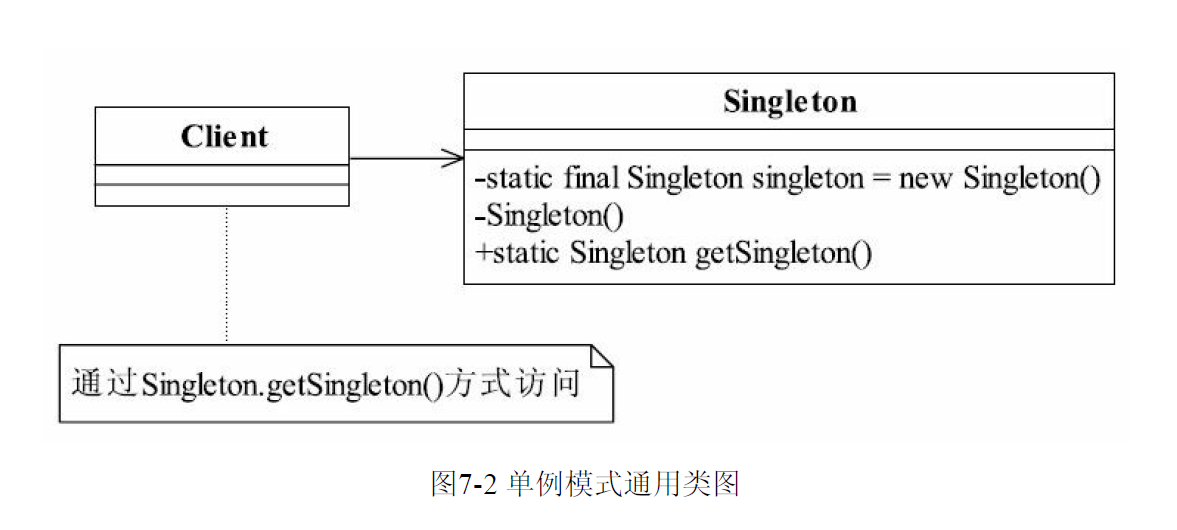 Client
Singleton
-static final Singleton singleton = new Singleton()
-Singleton()
+static Singleton getSingleton()
通过Singleton.getSingleton()方式访问
图7-2 单例模式通用类图